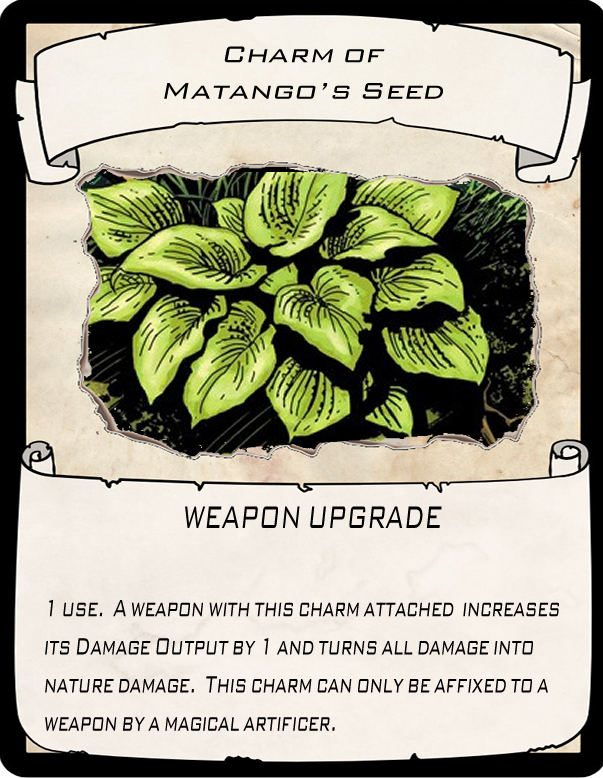 Charm of
Matango's Seed
WEAPON UPGRADE
1 use. A weapon with this charm attached increases
its Damage Output by 1 and turns all damage into
nature damage. This charm can only be affixed to a
weapon by a magical artificer.